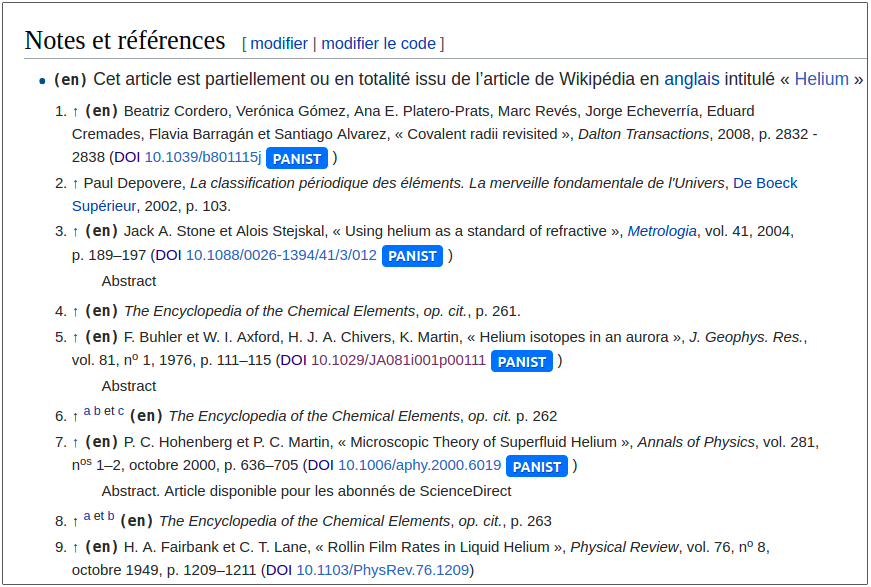 Notes et références [ modifier | modifier le code ]
• (en) Cet article est partiellement ou en totalité issu de l'article de Wikipédia en anglais intitulé « Helium »
1. ↑ (en) Beatriz Cordero, Verónica Gómez, Ana E. Platero-Prats, Marc Revés, Jorge Echeverría, Eduard
Cremades, Flavia Barragán et Santiago Alvarez, « Covalent radii revisited », Dalton Transactions, 2008, p. 2832 -
2838 (DOI 10.1039/b801115j PANIST )
2. ↑ Paul Depovere, La classification périodique des éléments. La merveille fondamentale de l'Univers, De Boeck
Supérieur, 2002, p. 103.
3. ↑ (en) Jack A. Stone et Alois Stejskal, « Using helium as a standard of refractive », Metrologia, vol. 41, 2004,
p. 189–197 (DOI 10.1088/0026-1394/41/3/012 PANIST )
Abstract
4. ↑ (en) The Encyclopedia of the Chemical Elements, op. cit., p. 261.
5. ↑ (en) F. Buhler et W. I. Axford, H. J. A. Chivers, K. Martin, « Helium isotopes in an aurora », J. Geophys. Res.,
vol. 81, nº 1, 1976, p. 111–115 (DOI 10.1029/JA081i001p00111 PANIST )
Abstract
6. ↑ a b et c (en) The Encyclopedia of the Chemical Elements, op. cit. p. 262
7. ↑ (en) P. C. Hohenberg et P. C. Martin, « Microscopic Theory of Superfluid Helium », Annals of Physics, vol. 281,
nos 1–2, octobre 2000, p. 636–705 (DOI 10.1006/aphy.2000.6019 PANIST )
Abstract. Article disponible pour les abonnés de ScienceDirect
8. ↑ a et b (en) The Encyclopedia of the Chemical Elements, op. cit., p. 263
9. ↑ (en) H. A. Fairbank et C. T. Lane, « Rollin Film Rates in Liquid Helium », Physical Review, vol. 76, nº 8,
octobre 1949, p. 1209–1211 (DOI 10.1103/PhysRev.76.1209)